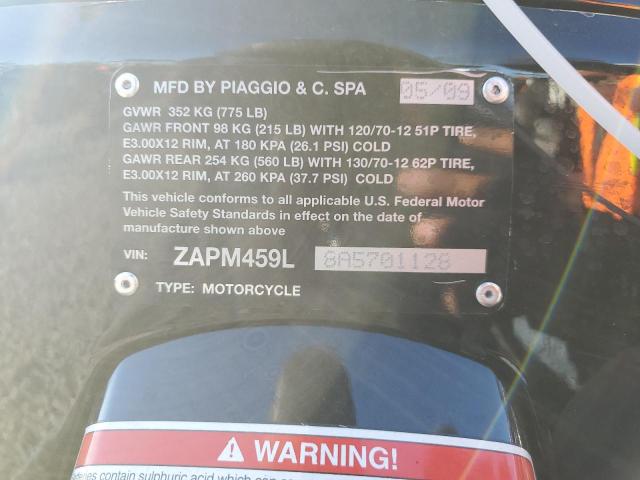 MFD BY PIAGGIO & C. SPA 05/09
GVWR 352 KG (775 LB)
GAWR FRONT 98 KG (215 LB) WITH 120/70-12 51P TIRE,
E3.00X12 RIM, AT 180 KPA (26.1 PSI) COLD
GAWR REAR 254 KG (560 LB) WITH 130/70-12 62P TIRE,
E3.00X12 RIM, AT 260 KPA (37.7 PSI) COLD
This vehicle conforms to all applicable U.S. Federal Motor
Vehicle Safety Standards in effect on the date of
manufacture shown above
VIN: ZAPM459L 8A5701128
TYPE: MOTORCYCLE
WARNING!
contain sulphuric acid which can